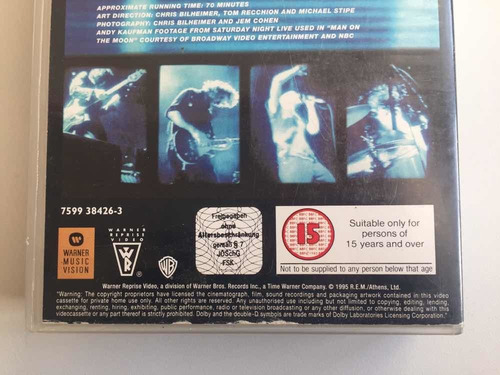 APPROXIMATE RUNNING TIME: 70 MINUTES
ART DIRECTION: CHRIS BILHEIMER, TOM RECCHION AND MICHAEL STIPE
PHOTOGRAPHY: CHRIS BILHEIMER AND JEM COHEN
ANDY KAUFMAN FOOTAGE FROM SATURDAY NIGHT LIVE USED IN "MAN ON
THE MOON" COURTESY OF BROADWAY VIDEO ENTERTAINMENT AND NBC
7599 38426-3
WARNER
MUSIC
VISION
WARNER
REPRISE
VIDEO
WB
Freigegeben
ohne
Altersbeschränkung
gemäß § 7
JÖSchG
FSK
15
Suitable only for
persons of
15 years and over
Not to be supplied to any person below that age
Warner Reprise Video, a division of Warner Bros. Records Inc., a Time Warner Company. ℗ © 1995 R.E.M./Athens, Ltd.
"Warning: The copyright proprietors have licensed the cinematograph, film, sound recordings and packaging artwork contained in this video
cassette for private home use only. All other rights are reserved. Any unauthorised use including but not limited to copying, editing, lending,
exchanging, renting, hiring, exhibiting, public performance, radio or television broadcasting or any other diffusion, or otherwise dealing with this
videocassette or any part thereof is strictly prohibited. Dolby and the double-D symbols are trade marks of Dolby Laboratories Licensing Corporation."